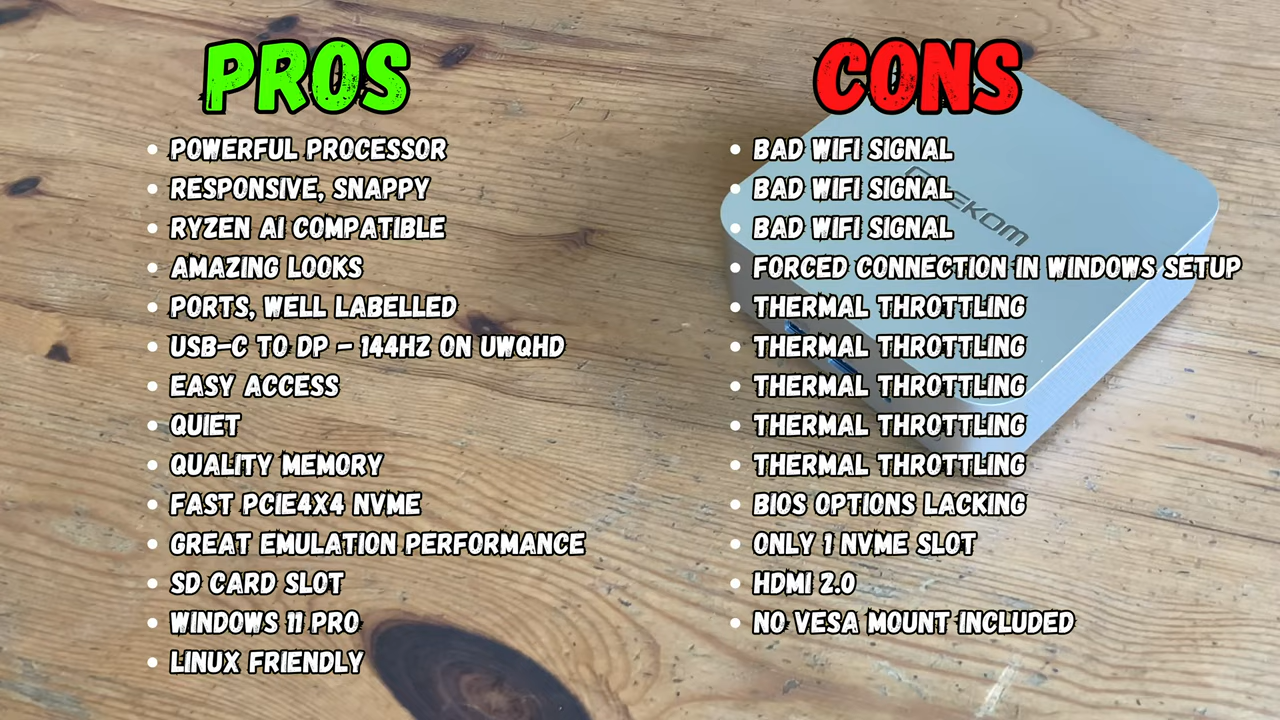 PROS
POWERFUL PROCESSOR
RESPONSIVE, SNAPPY
RYZEN AI COMPATIBLE
AMAZING LOOKS
PORTS, WELL LABELLED
USB-C TO DP - 144HZ ON UWQHD
EASY ACCESS
QUIET
QUALITY MEMORY
FAST PCIE4X4 NVME
GREAT EMULATION PERFORMANCE
SD CARD SLOT
WINDOWS 11 PRO
LINUX FRIENDLY
CONS
BAD WIFI SIGNAL
BAD WIFI SIGNAL
BAD WIFI SIGNAL
FORCED CONNECTION IN WINDOWS SETUP
THERMAL THROTTLING
THERMAL THROTTLING
THERMAL THROTTLING
THERMAL THROTTLING
THERMAL THROTTLING
BIOS OPTIONS LACKING
ONLY 1 NVME SLOT
HDMI 2.0
NO VESA MOUNT INCLUDED
GEEKOM